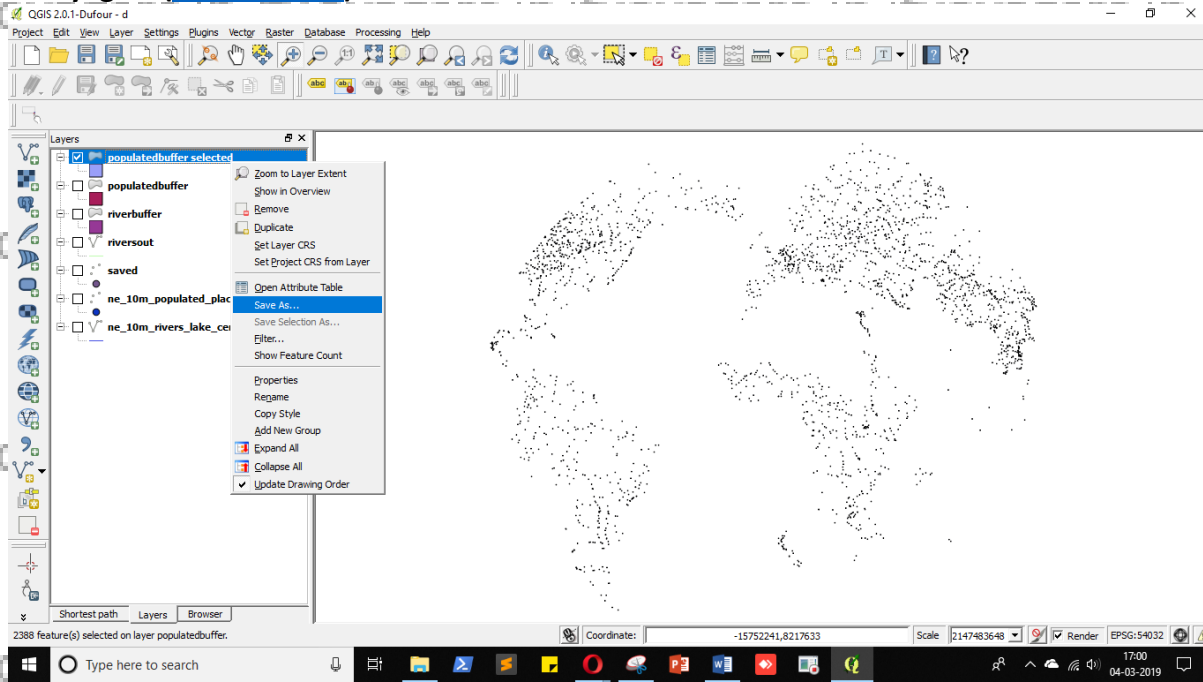 QGIS 2.0.1-Dufour - d
Project Edit View Layer Settings Plugins Vector Raster Database Processing Help
Layers
populatedbuffer selected
populatedbuffer
riverbuffer
riversout
saved
ne_10m_populated_plac
ne_10m_rivers_lake_cer
Zoom to Layer Extent
Show in Overview
Remove
Duplicate
Set Layer CRS
Set Project CRS from Layer
Open Attribute Table
Save As...
Save Selection As...
Filter...
Show Feature Count
Properties
Rename
Copy Style
Add New Group
Expand All
Collapse All
Update Drawing Order
Shortest path Layers Browser
2388 feature(s) selected on layer populatedbuffer. Coordinate: -15752241,8217633 Scale 2147483648 Render EPSG:54032
Type here to search
17:00
04-03-2019